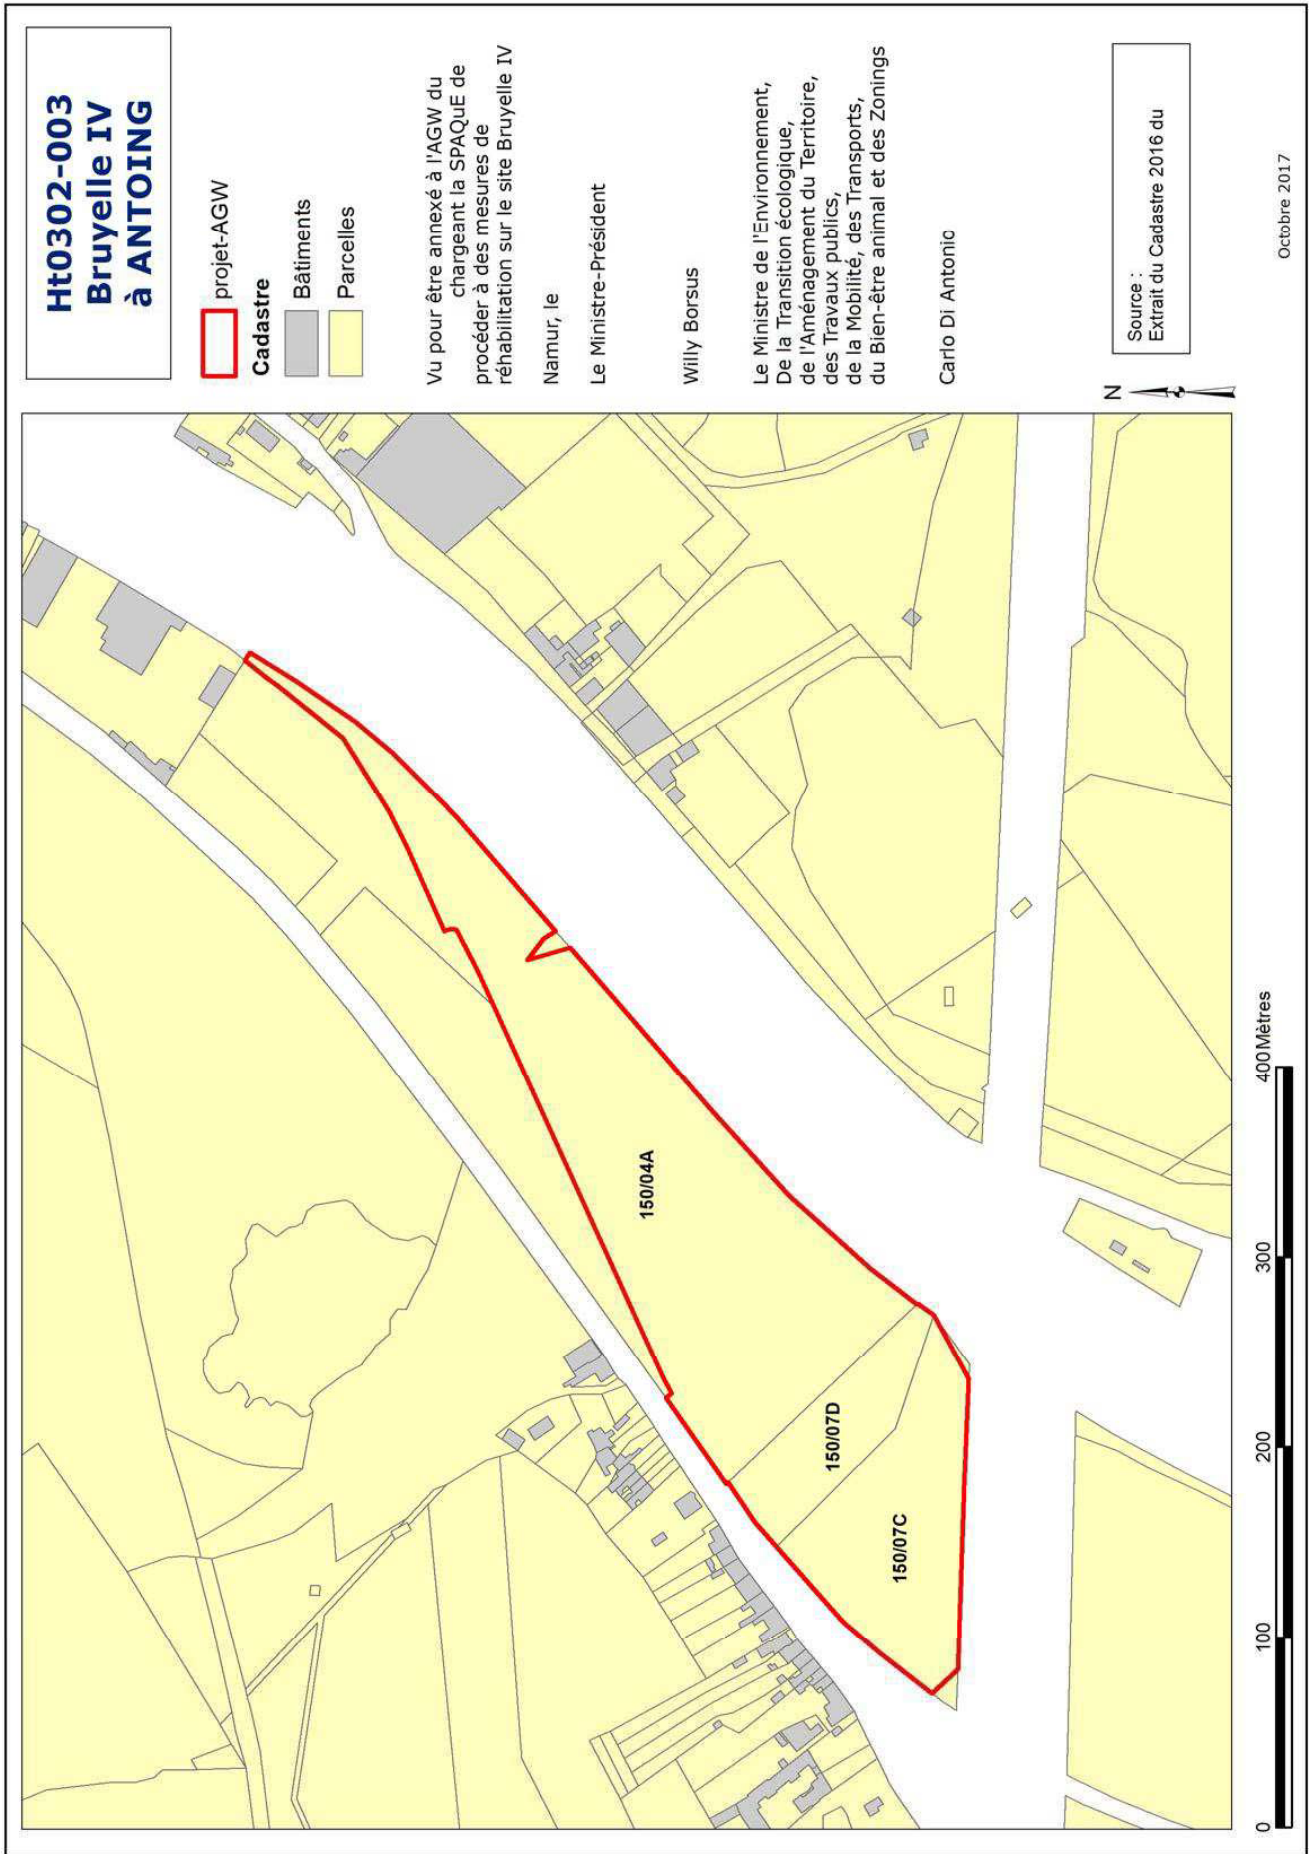 Ht0302-003
Bruyelle IV
à ANTOING
projet-AGW
Cadastre
Bâtiments
Parcelles
Vu pour être annexé à l'AGW du
chargeant la SPAQuE de
procéder à des mesures de
réhabilitation sur le site Bruyelle IV
Namur, le
Le Ministre-Président
Willy Borsus
Le Ministre de l'Environnement,
De la Transition écologique,
de l'Aménagement du Territoire,
des Travaux publics,
de la Mobilité, des Transports,
du Bien-être animal et des Zonings
Carlo Di Antonio
N
Source :
Extrait du Cadastre 2016 du
Octobre 2017
150/04A
150/07D
150/07C
0 100 200 300 400 Mètres